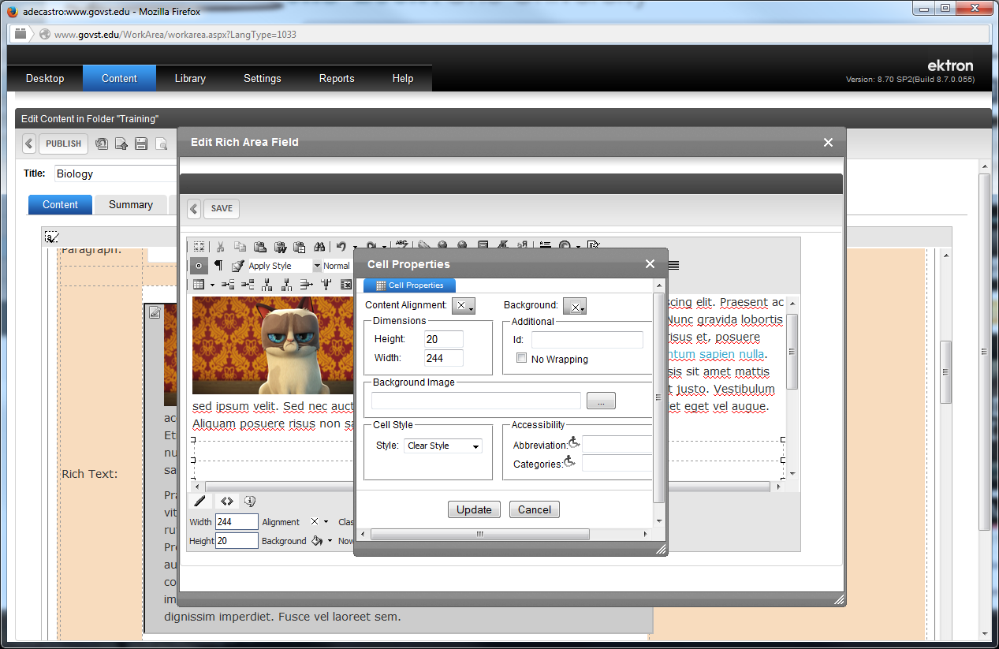 adecastro:www.govst.edu - Mozilla Firefox
www.govst.edu/WorkArea/workarea.aspx?LangType=1033
Desktop Content Library Settings Reports Help
ektron
Version: 8.70 SP2(Build 8.7.0.055)
Edit Content in Folder "Training"
PUBLISH
Title: Biology
Content Summary
Paragraph:
Rich Text:
Edit Rich Area Field
SAVE
Apply Style Normal
Cell Properties
Cell Properties
Content Alignment: Background:
Dimensions
Height: 20
Width: 244
Additional
Id:
No Wrapping
Background Image
...
Cell Style
Style: Clear Style
Accessibility
Abbreviation:
Categories:
Update Cancel
scing elit. Praesent ac
Nunc gravida lobortis
risus et, posuere
ntum sapien nulla.
sis sit amet mattis
t justo. Vestibulum
sed ipsum velit. Sed nec auct
et eget vel augue.
Aliquam posuere risus non sa
Width 244 Alignment Clas
Height 20 Background Now
ac
Et
nu
sa
Pra
vit
ru
Pr
au
co
im
dignissim imperdiet. Fusce vel laoreet sem.